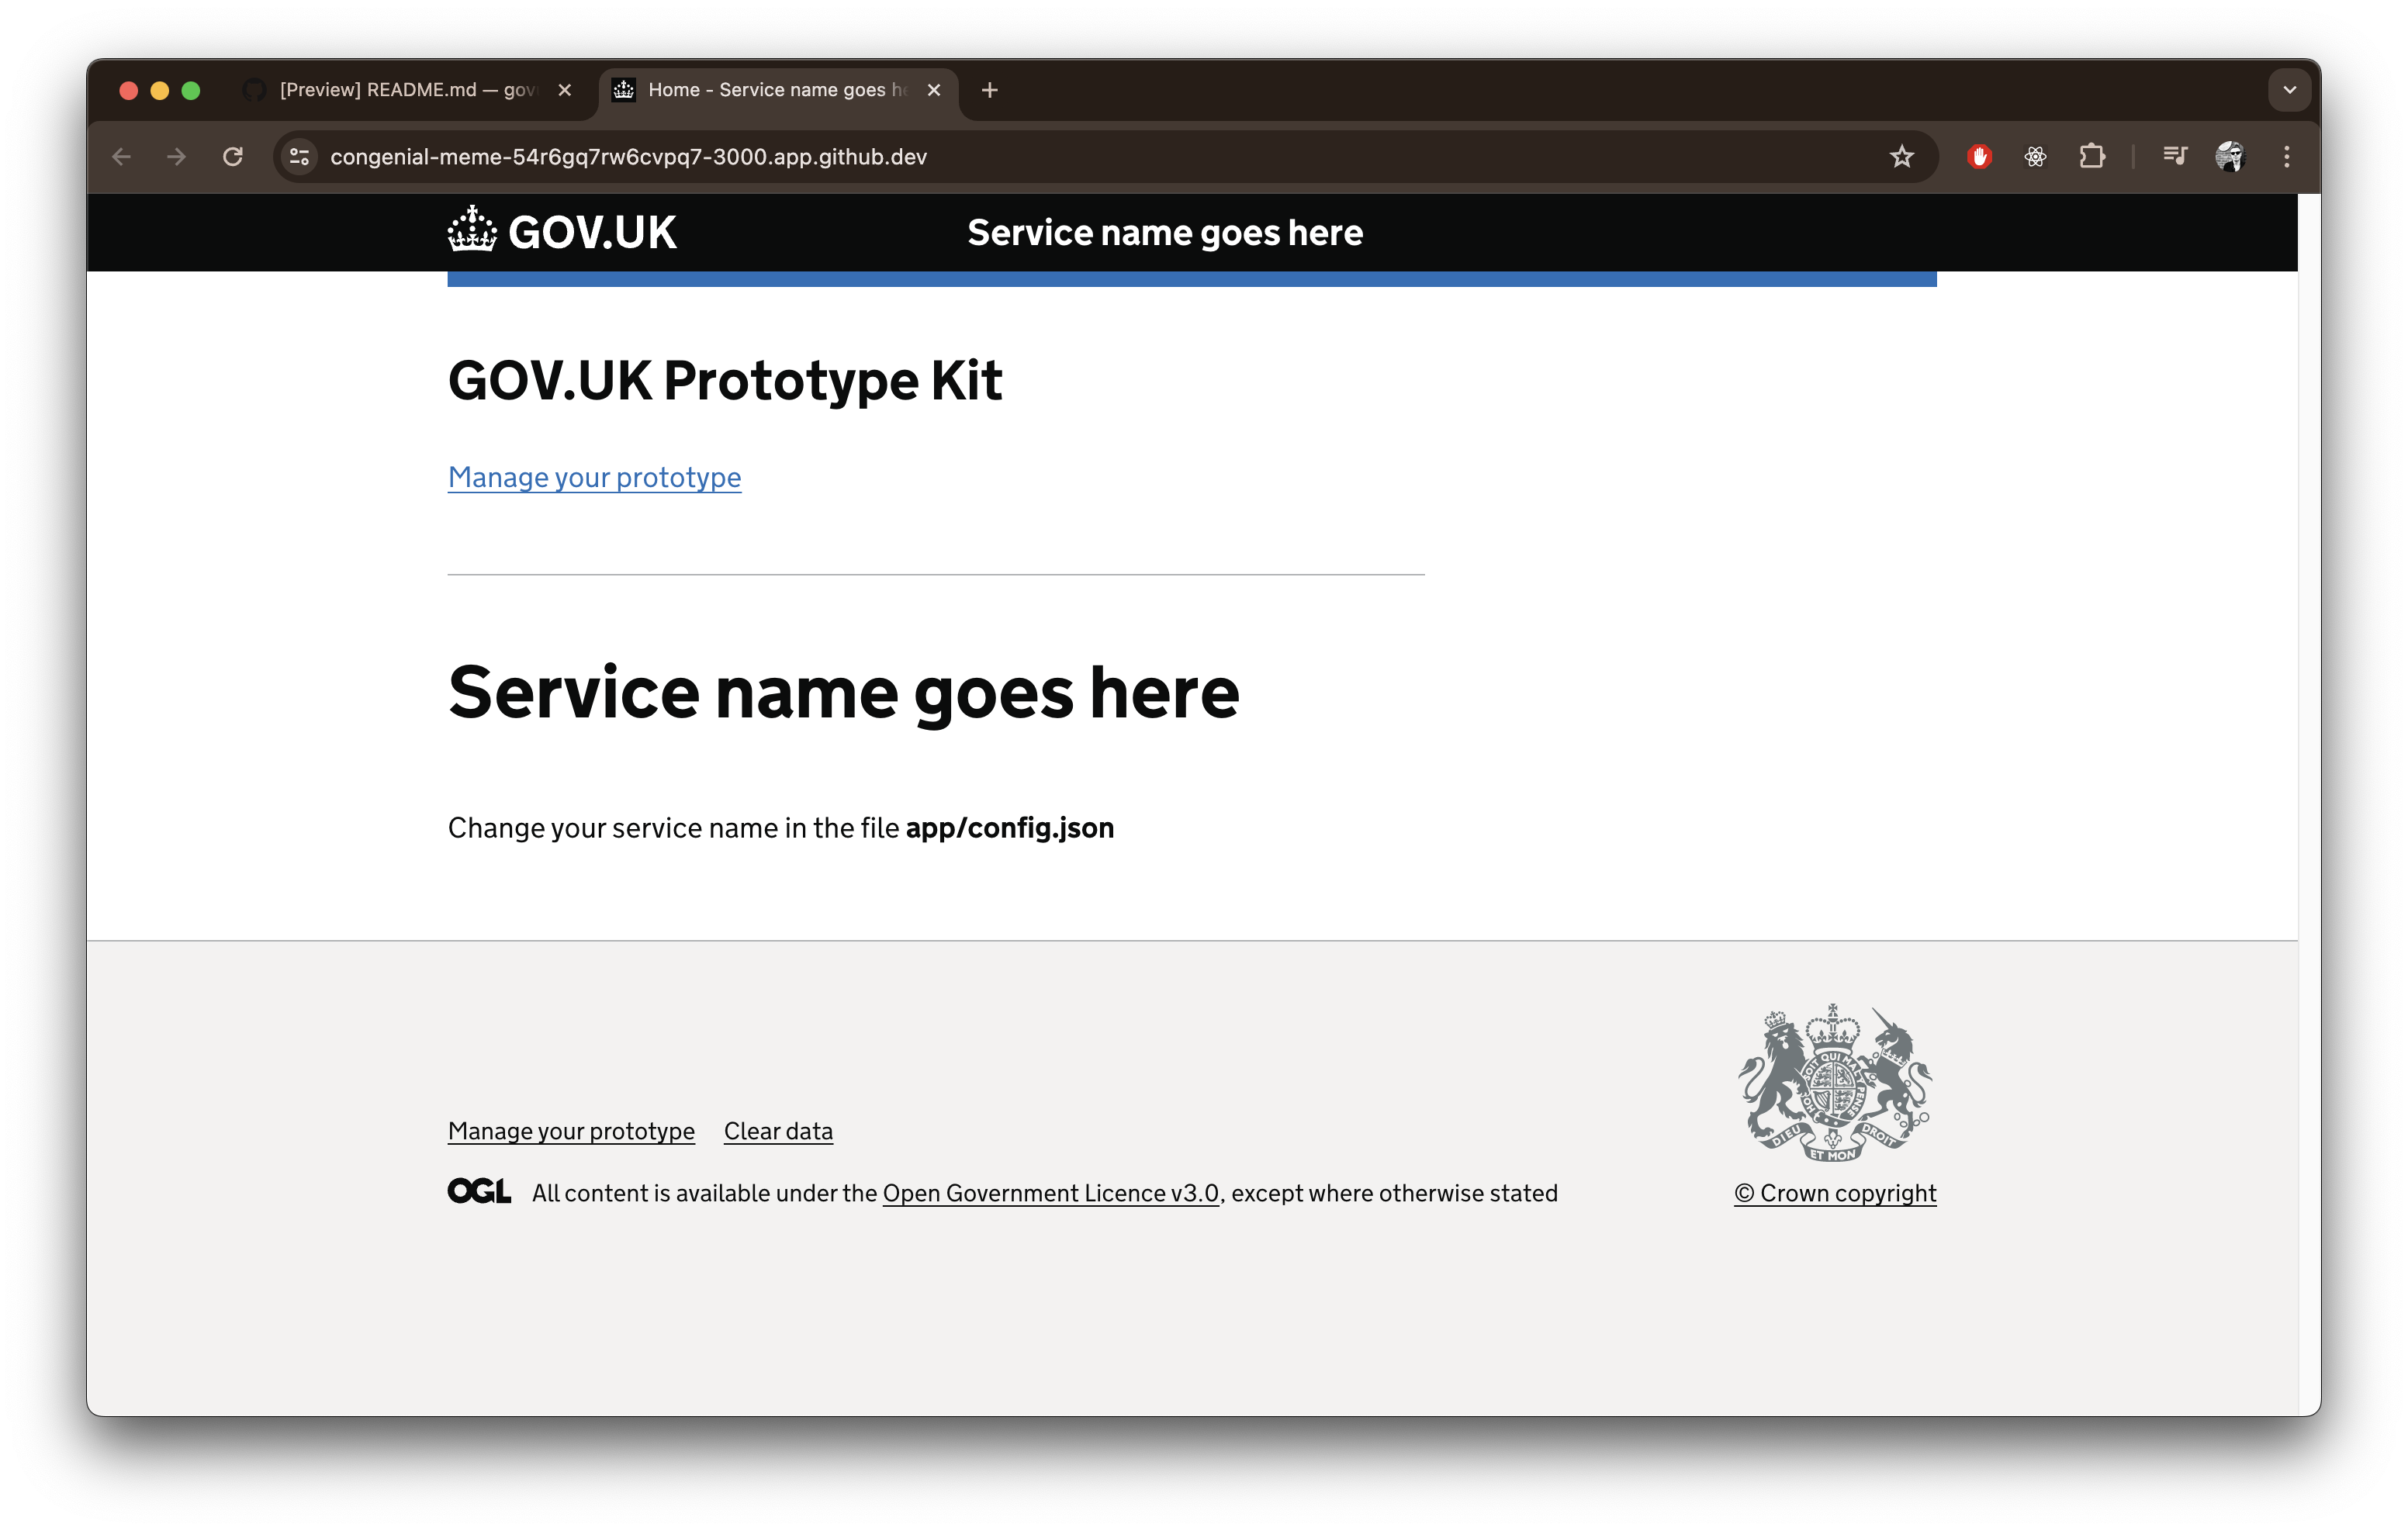 [Preview] README.md — gov
Home - Service name goes he
congenial-meme-54r6gq7rw6cvpq7-3000.app.github.dev
GOV.UK
Service name goes here
GOV.UK Prototype Kit
Manage your prototype
Service name goes here
Change your service name in the file app/config.json
Manage your prototype Clear data
OGL All content is available under the Open Government Licence v3.0, except where otherwise stated
HONI SOIT QUI MAL Y PENSE
DIEU ET MON DROIT
© Crown copyright